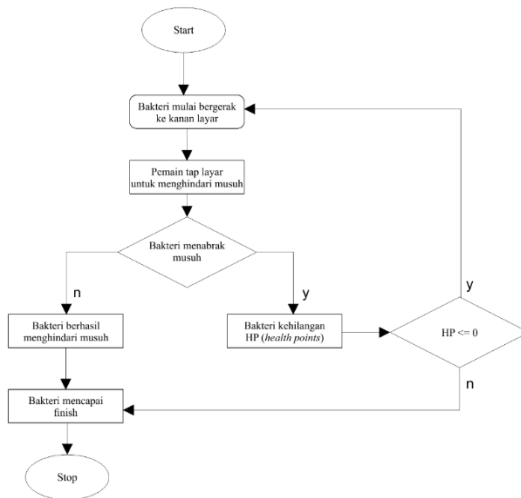 Start
Bakteri mulai bergerak
ke kanan layar
Pemain tap layar
untuk menghindari musuh
Bakteri menabrak
musuh
n
y
Bakteri berhasil
menghindari musuh
Bakteri kehilangan
HP (health points)
HP <= 0
y
n
Bakteri mencapai
finish
Stop